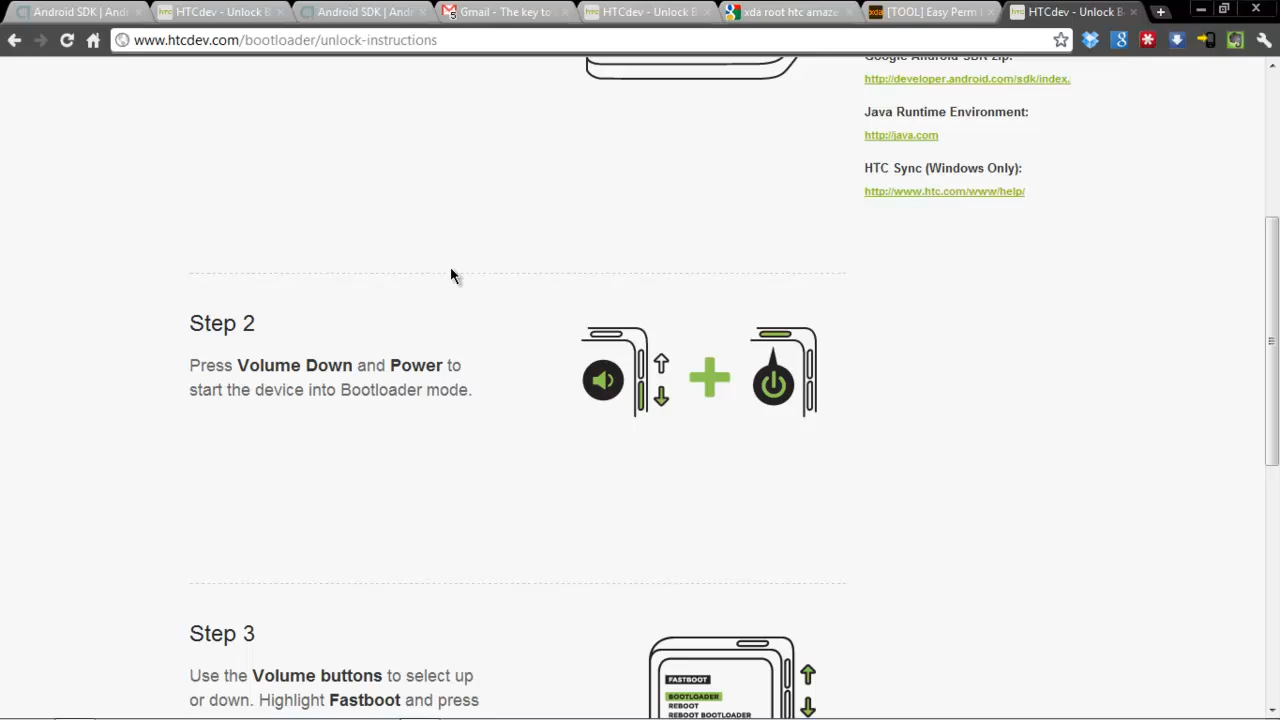 Android SDK | And
HTCdev - Unlock B
Android SDK | And
Gmail - The key to
HTCdev - Unlock B
xda root htc amaze
[TOOL] Easy Perm
HTCdev - Unlock B
www.htcdev.com/bootloader/unlock-instructions
http://developer.android.com/sdk/index.
Java Runtime Environment:
http://java.com
HTC Sync (Windows Only):
http://www.htc.com/www/help/
Step 2
Press Volume Down and Power to
start the device into Bootloader mode.
Step 3
Use the Volume buttons to select up
or down. Highlight Fastboot and press
FASTBOOT
BOOTLOADER
REBOOT
REBOOT BOOTLOADER